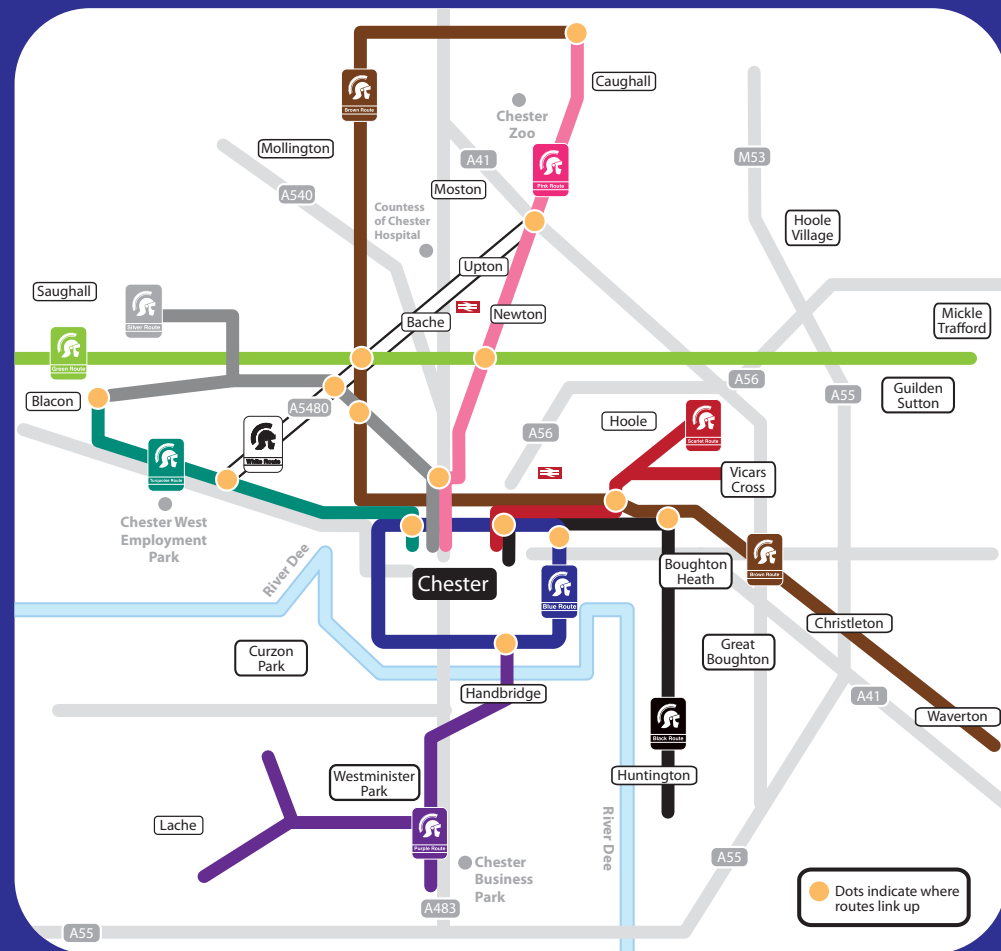 Caughall
Brown Route
Chester
Zoo
Mollington
A41
M53
Pink Route
Moston
A540
Countess
of Chester
Hospital
Hoole
Village
Upton
Saughall
Silver Route
Bache
Newton
Mickle
Trafford
Green Route
A56
Guilden
Sutton
A55
Blacon
A5480
Hoole
Scarlet Route
A56
White Route
Turquoise Route
Vicars
Cross
Chester West
Employment
Park
River Dee
Chester
Blue Route
Boughton
Heath
Brown Route
Christleton
Curzon
Park
Great
Boughton
Handbridge
A41
Waverton
Black Route
Westminister
Park
Huntington
Lache
Purple Route
River Dee
Chester
Business
Park
A55
A483
A55
Dots indicate where
routes link up